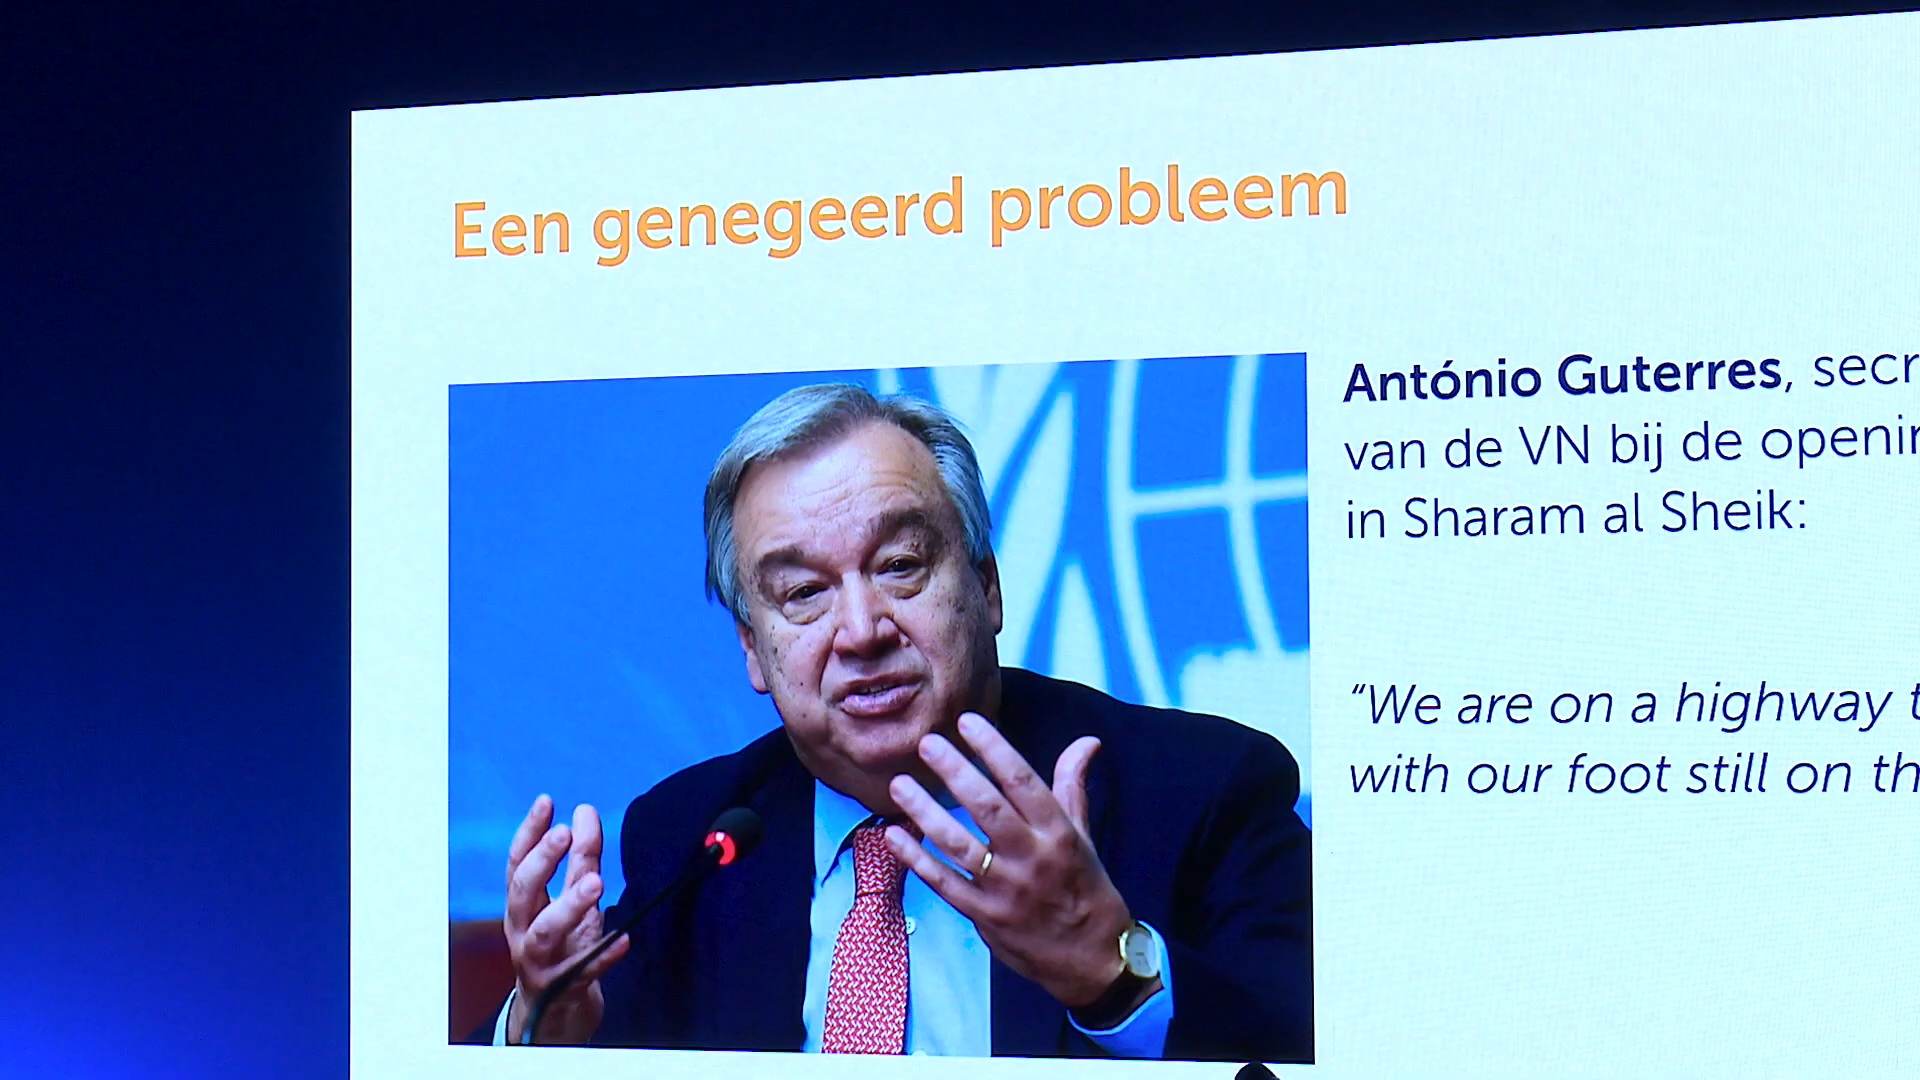 Een genegeerd probleem
António Guterres, secr
van de VN bij de openin
in Sharam al Sheik:
“We are on a highway t
with our foot still on th